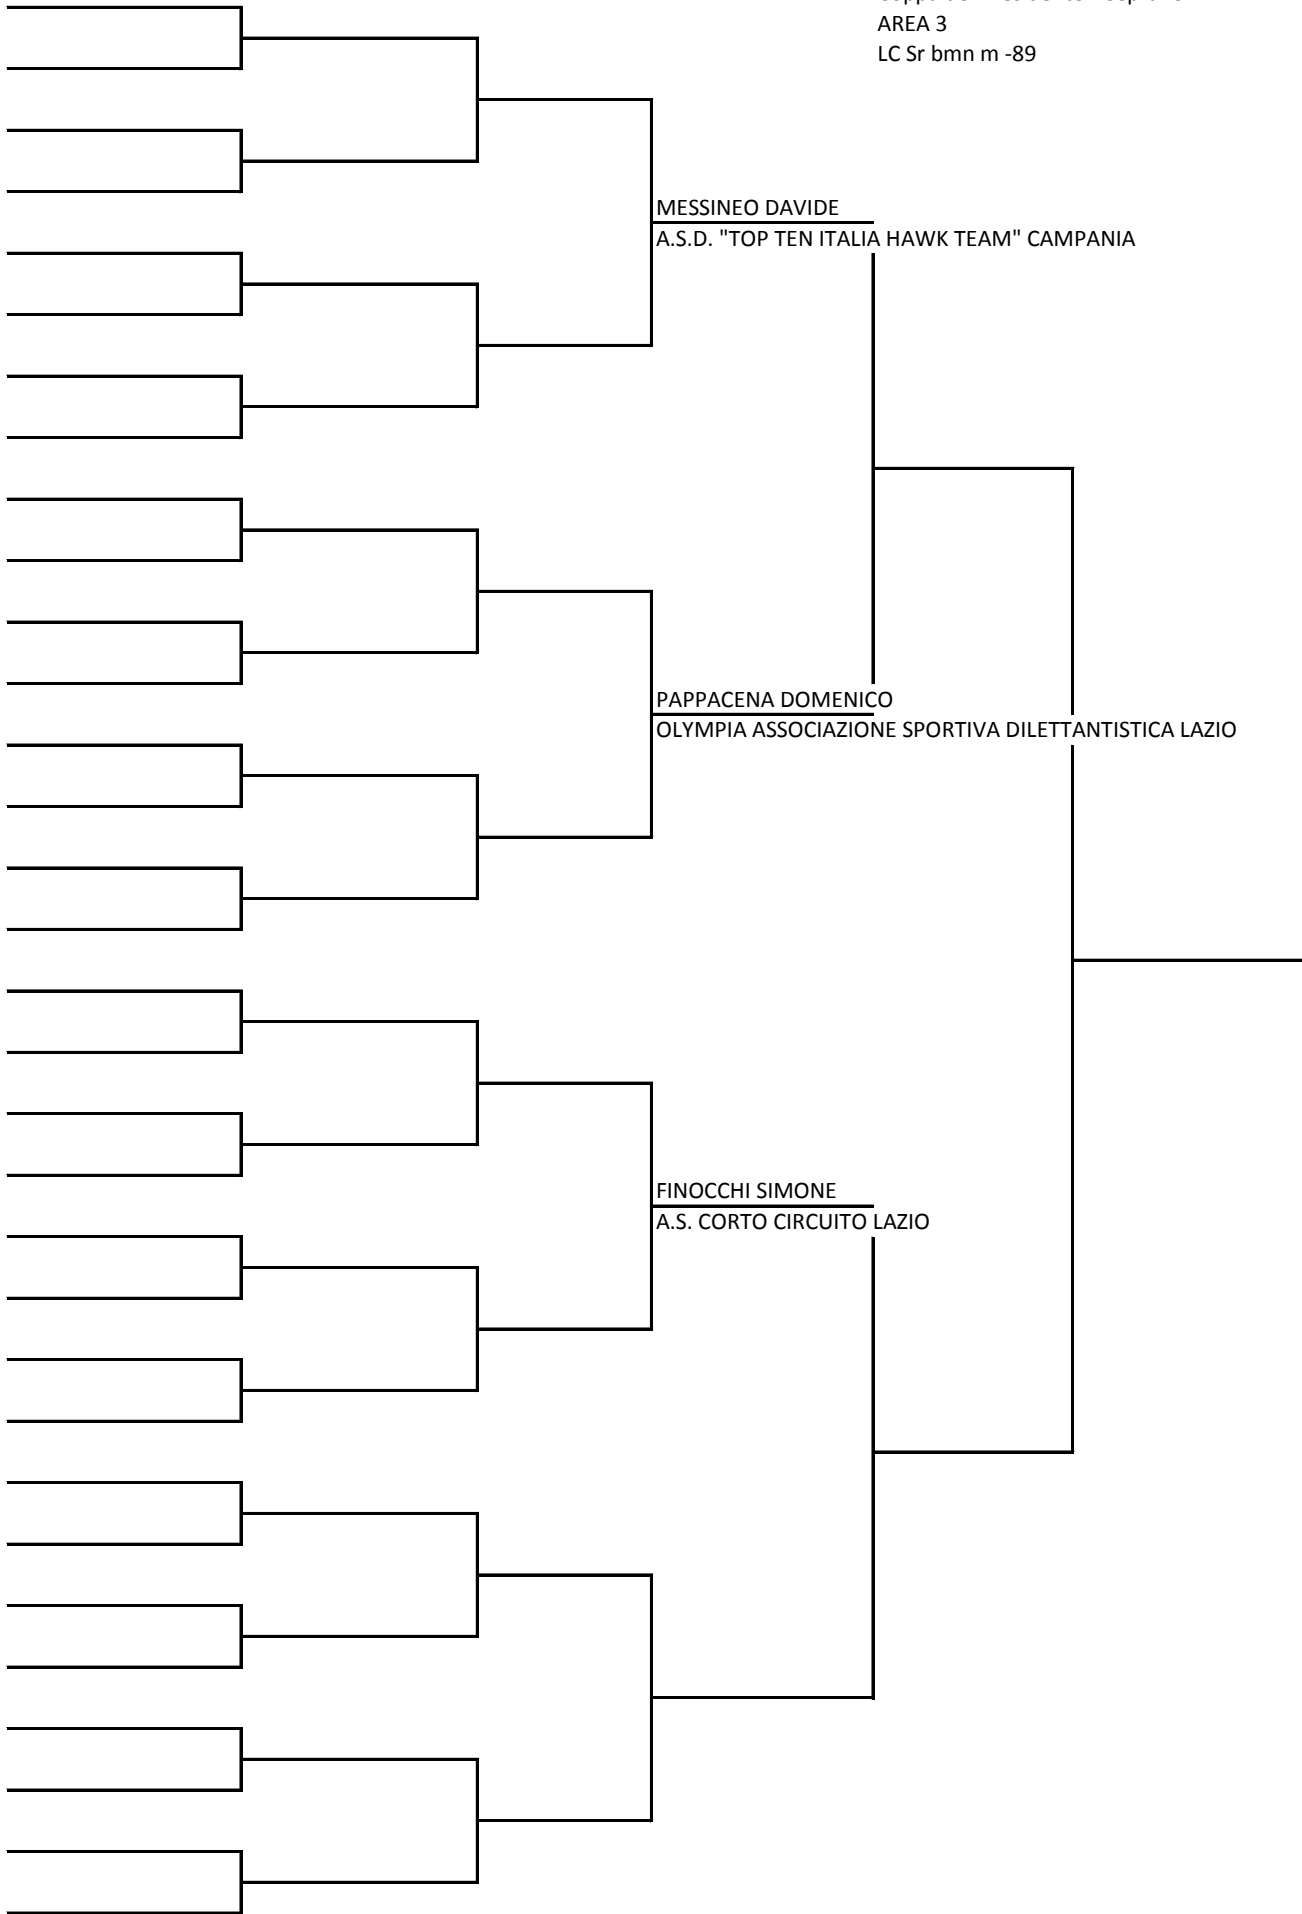 AREA 3
LC Sr bmn m -89
MESSINEO DAVIDE
A.S.D. "TOP TEN ITALIA HAWK TEAM" CAMPANIA
PAPPACENA DOMENICO
OLYMPIA ASSOCIAZIONE SPORTIVA DILETTANTISTICA LAZIO
FINOCCHI SIMONE
A.S. CORTO CIRCUITO LAZIO